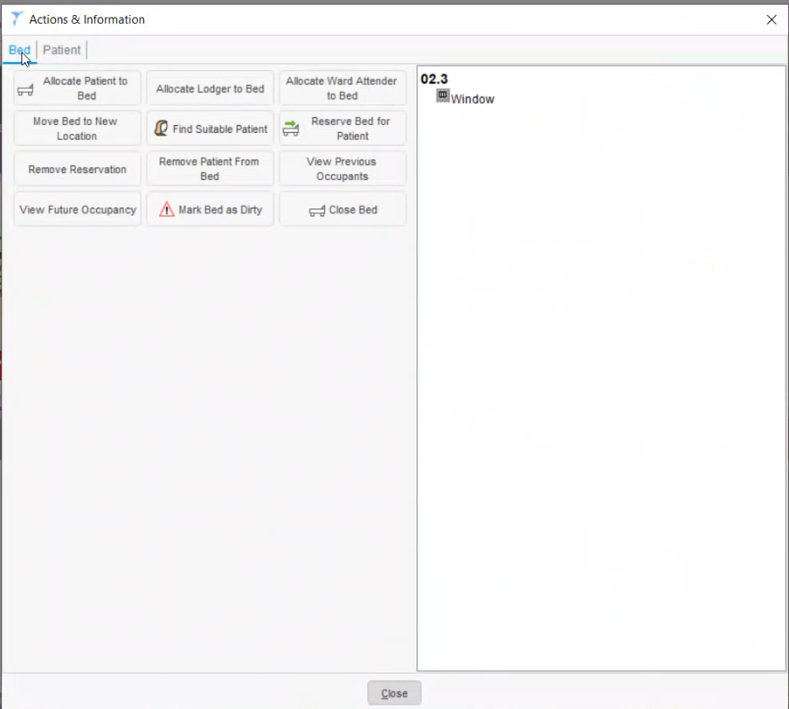 Actions & Information
Bed
Patient
Allocate Patient to
Bed
Allocate Lodger to Bed
Allocate Ward Attender
to Bed
Move Bed to New
Location
Find Suitable Patient
Reserve Bed for
Patient
Remove Reservation
Remove Patient From
Bed
View Previous
Occupants
View Future Occupancy
Mark Bed as Dirty
Close Bed
02.3
Window
Close